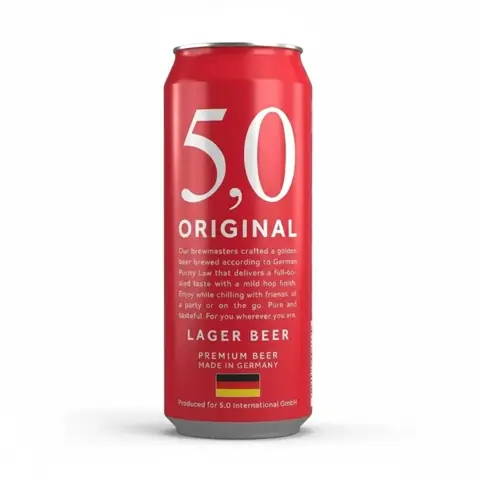 5,0
ORIGINAL
Our brewmasters crafted a golden
beer brewed according to German
Purity Law that delivers a full-bo-
died taste with a mild hop finish.
Enjoy while chilling with friends at
a party or on the go. Pure and
tasteful. For you wherever you are.
LAGER BEER
PREMIUM BEER
MADE IN GERMANY
Produced for 5.0 International GmbH